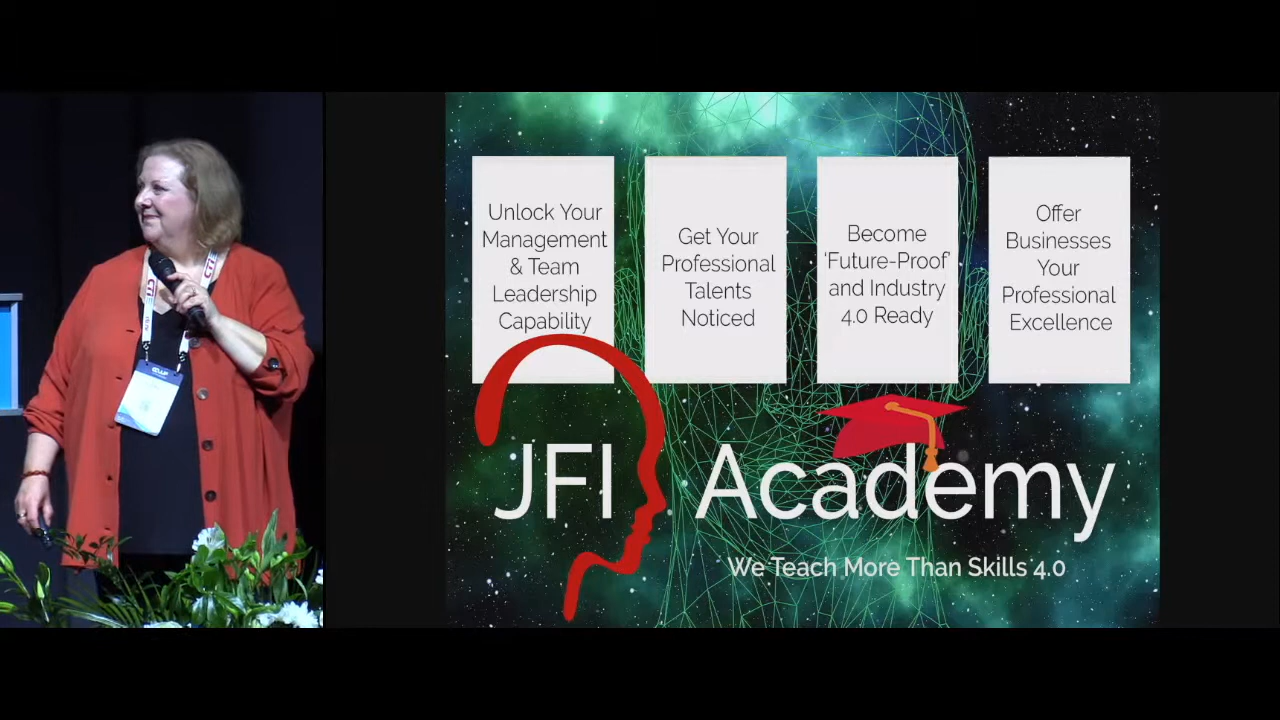 Unlock Your
Management
& Team
Leadership
Capability
Get Your
Professional
Talents
Noticed
Become
'Future-Proof'
and Industry
4.0 Ready
Offer
Businesses
Your
Professional
Excellence
JFI Academy
We Teach More Than Skills 4.0